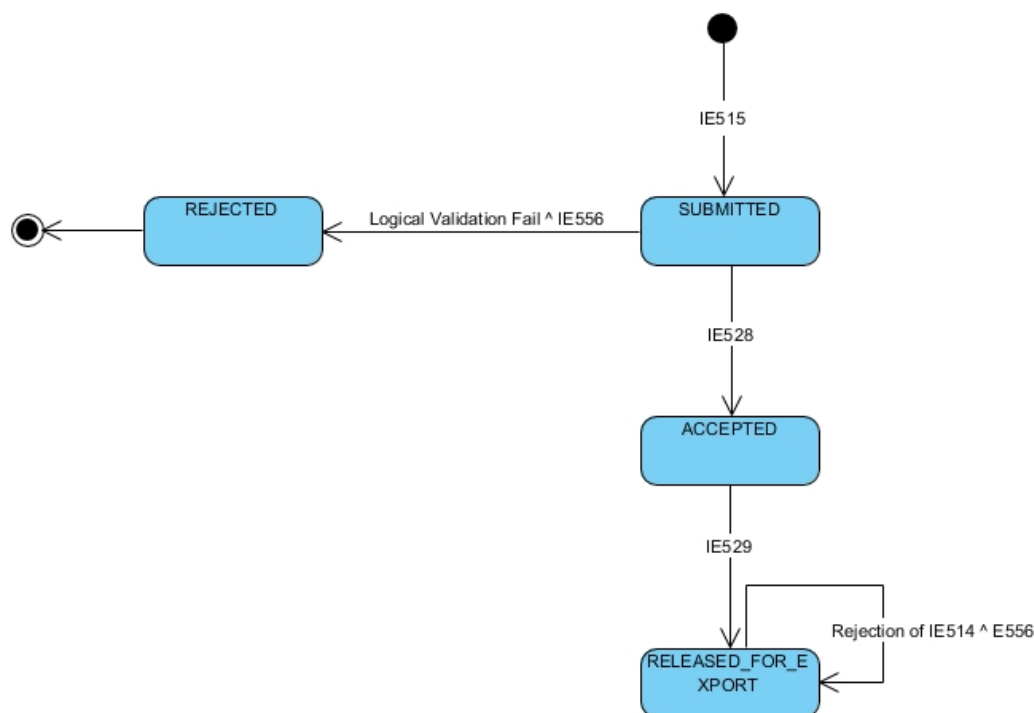 IE515
REJECTED
SUBMITTED
Logical Validation Fail ^ IE556
IE528
ACCEPTED
IE529
Rejection of IE514 ^ E556
RELEASED_FOR_E
XPORT